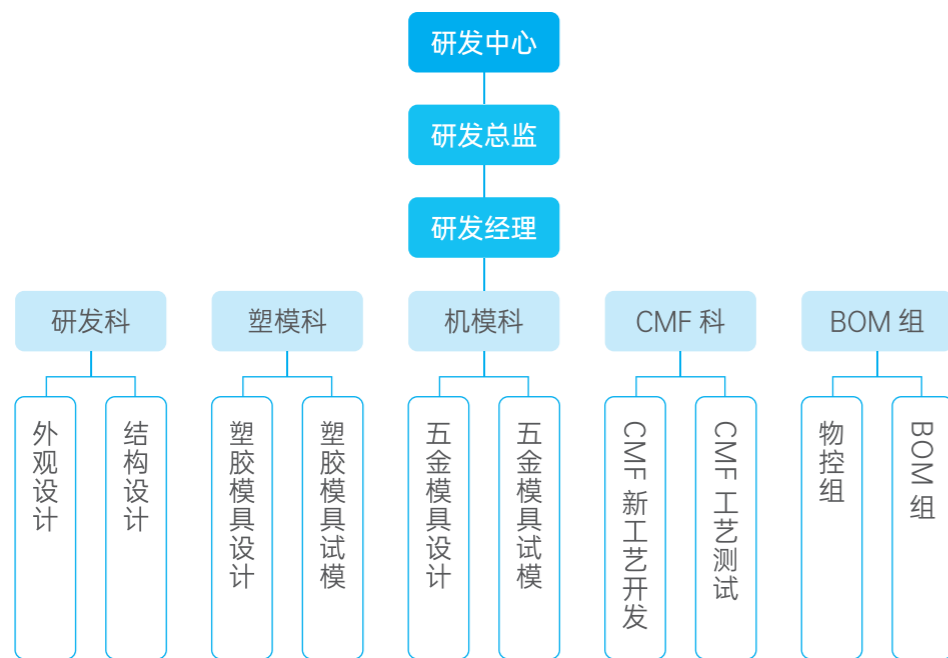 研发中心
研发总监
研发经理
研发科
塑模科
机模科
CMF 科
BOM 组
外观设计
结构设计
塑胶模具设计
塑胶模具试模
五金模具设计
五金模具试模
CMF 新工艺开发
CMF 工艺测试
物控组
BOM 组